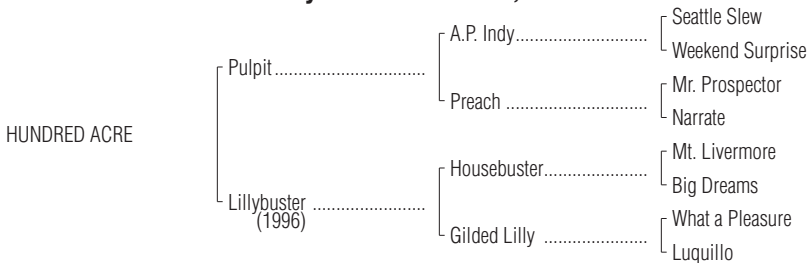 Seattle Slew
A.P. Indy..............................
Weekend Surprise
Pulpit..................................
Mr. Prospector
Preach ................................
Narrate
HUNDRED ACRE
Mt. Livermore
Housebuster........................
Big Dreams
Lillybuster ..........................
(1996)
What a Pleasure
Gilded Lilly ........................
Luquillo